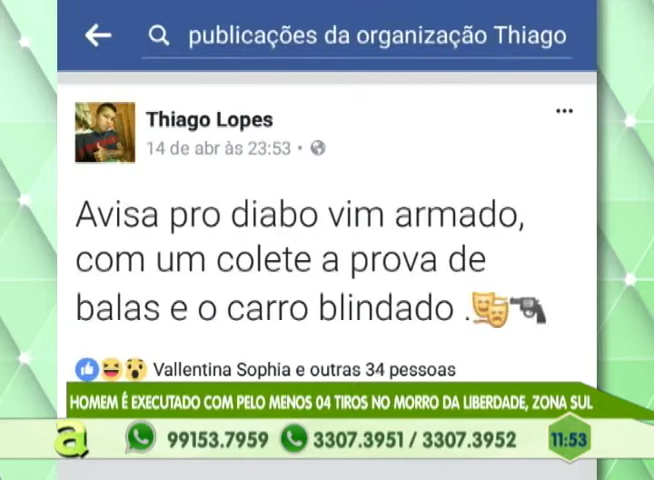 publicações da organização Thiago
Thiago Lopes
14 de abr às 23:53 •
Avisa pro diabo vim armado,
com um colete a prova de
balas e o carro blindado .
Vallentina Sophia e outras 34 pessoas
HOMEM É EXECUTADO COM PELO MENOS 04 TIROS NO MORRO DA LIBERDADE, ZONA SUL
a 99153.7959 3307.3951 / 3307.3952 11:53